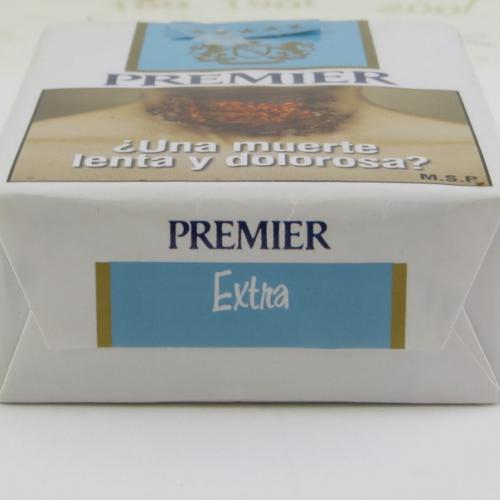 PREMIER
¿Una muerte
lenta y dolorosa?
M.S.P.
PREMIER
Extra